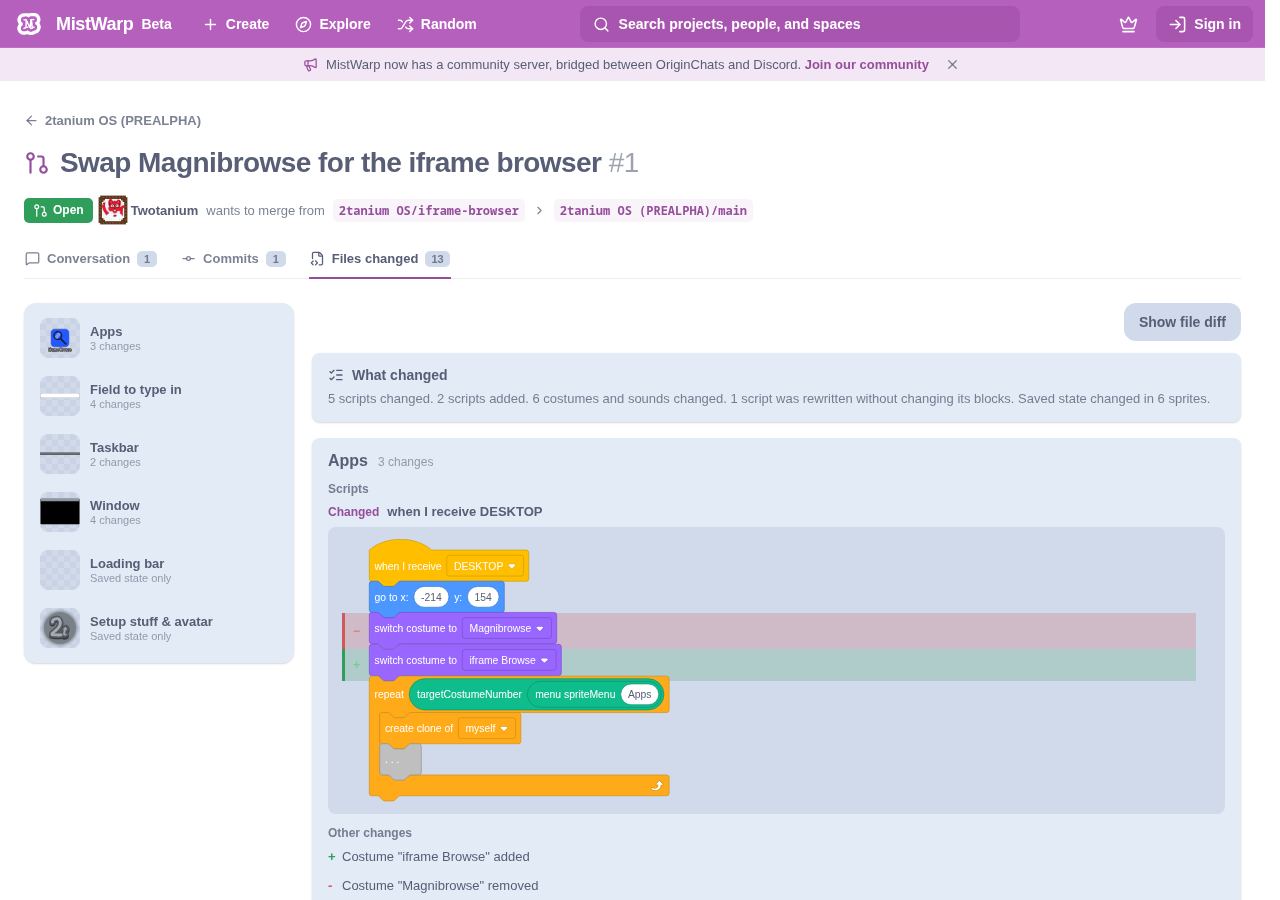 MistWarp Beta Create Explore Random Search projects, people, and spaces Sign in
MistWarp now has a community server, bridged between OriginChats and Discord. Join our community
2tanium OS (PREALPHA)
Swap Magnibrowse for the iframe browser #1
Open Twotanium wants to merge from 2tanium OS/iframe-browser 2tanium OS (PREALPHA)/main
Conversation 1 Commits 1 Files changed 13
Apps
3 changes
Field to type in
4 changes
Taskbar
2 changes
Window
4 changes
Loading bar
Saved state only
Setup stuff & avatar
Saved state only
Show file diff
What changed
5 scripts changed. 2 scripts added. 6 costumes and sounds changed. 1 script was rewritten without changing its blocks. Saved state changed in 6 sprites.
Apps 3 changes
Scripts
Changed when I receive DESKTOP
when I receive DESKTOP
go to x: -214 y: 154
− switch costume to Magnibrowse
+ switch costume to iframe Browse
repeat targetCostumeNumber menu spriteMenu Apps
create clone of myself
. . .
Other changes
+ Costume "iframe Browse" added
- Costume "Magnibrowse" removed